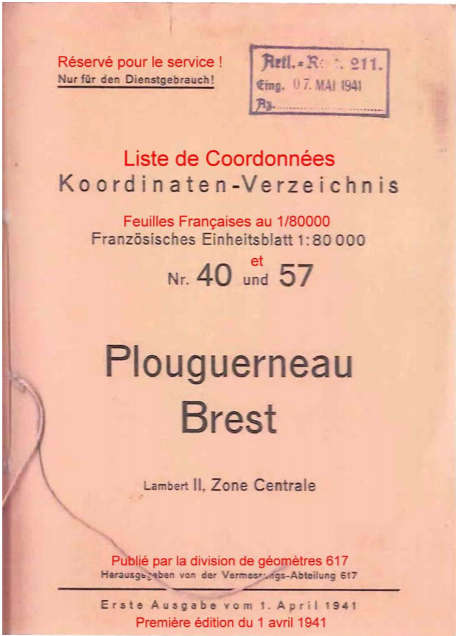 Réservé pour le service !
Nur für den Dienstgebrauch!
Artl.=R 211.
Eing. 07. MAI 1941
Az.
Liste de Coordonnées
Koordinaten-Verzeichnis
Feuilles Françaises au 1/80000
Französisches Einheitsblatt 1:80 000
et
Nr. 40 und 57
Plouguerneau
Brest
Lambert II, Zone Centrale
Publié par la division de géomètres 617
Herausgegeben von der Vermessungs-Abteilung 617
Erste Ausgabe vom 1. April 1941
Première édition du 1 avril 1941